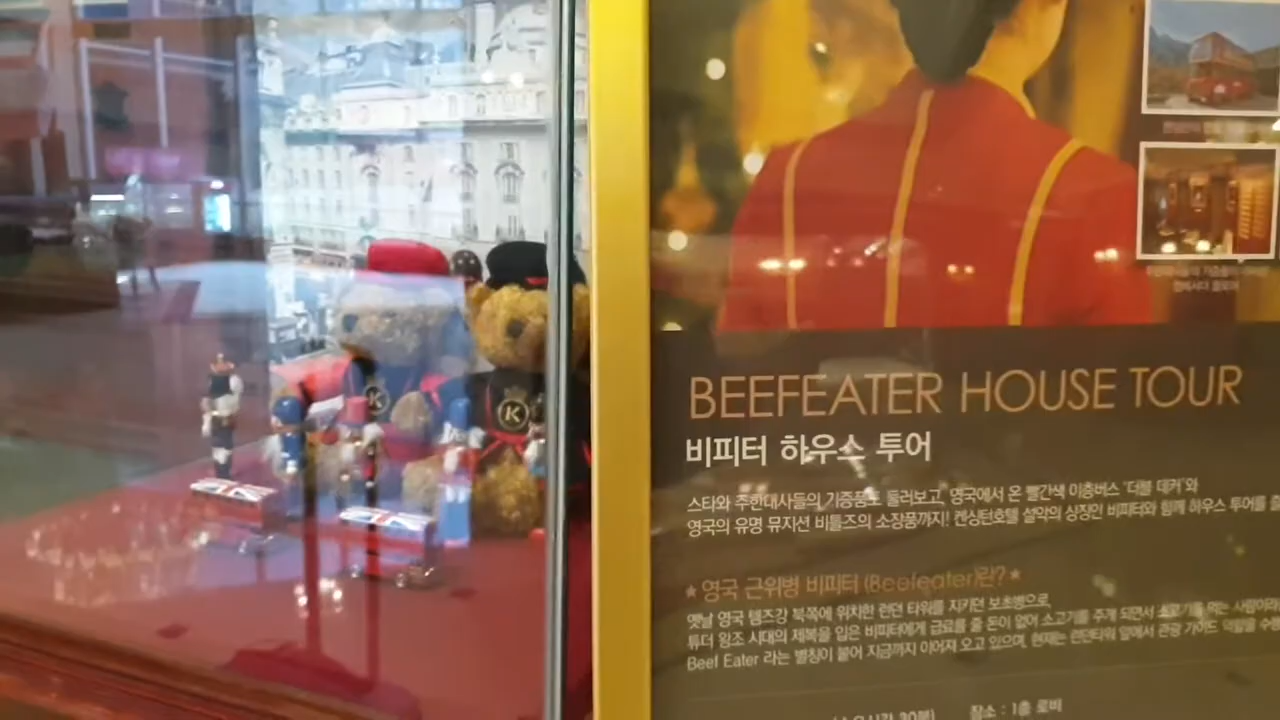 K
K
BEEFEATER HOUSE TOUR
비피터 하우스 투어
스타와 주한대사들의 기증품도 둘러보고, 영국에서 온 빨간색 이층버스 '더블 데커'와
영국의 유명 뮤지션 비틀즈의 소장품까지! 켄싱턴호텔 설악의 상징인 비피터와 함께 하우스 투어를
★영국 근위병 비피터 (Beefeater)란?★
옛날 영국 템즈강 북쪽에 위치한 런던 타워를 지키던 보초병으로,
튜더 왕조 시대의 제복을 입은 비피터에게 급료를 줄 돈이 없어 소고기를 주게 되면서 소고기를 먹는
Beef Eater 라는 별칭이 붙어 지금까지 이어져 오고 있으며, 현재는 런던타워 앞에서 관광 가이드 역할을
장소 : 1층 로비